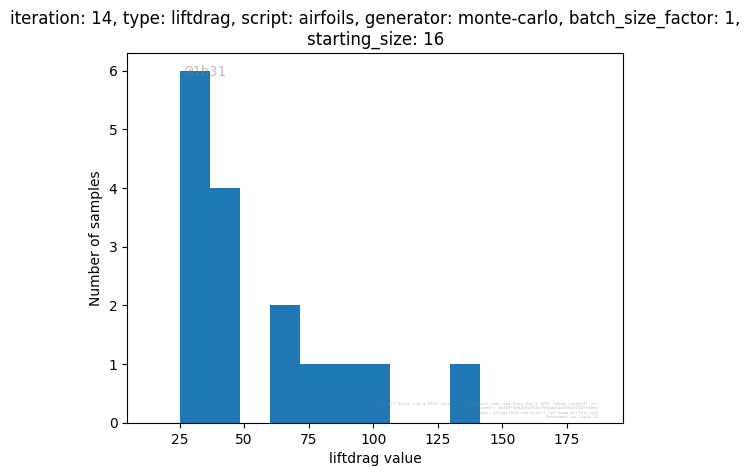 iteration: 14, type: liftdrag, script: airfoils, generator: monte-carlo, batch_size_factor: 1,
starting_size: 16
@1b31
6
5
4
3
2
1
0
Number of samples
25 50 75 100 125 150 175
liftdrag value